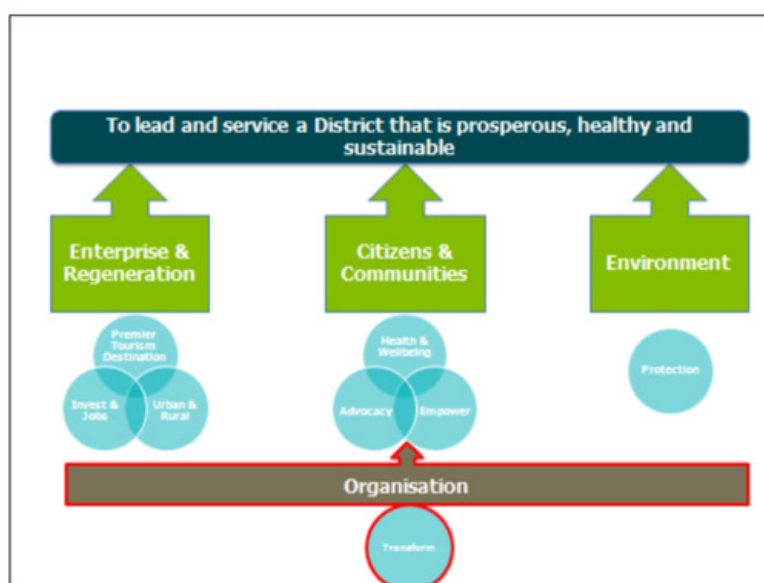 To lead and service a District that is prosperous, healthy and
sustainable
Enterprise &
Regeneration
Citizens &
Communities
Environment
Premier
Tourism
Destination
Invest &
Jobs
Urban &
Rural
Health &
Wellbeing
Advocacy
Empower
Protection
Organisation
Transform